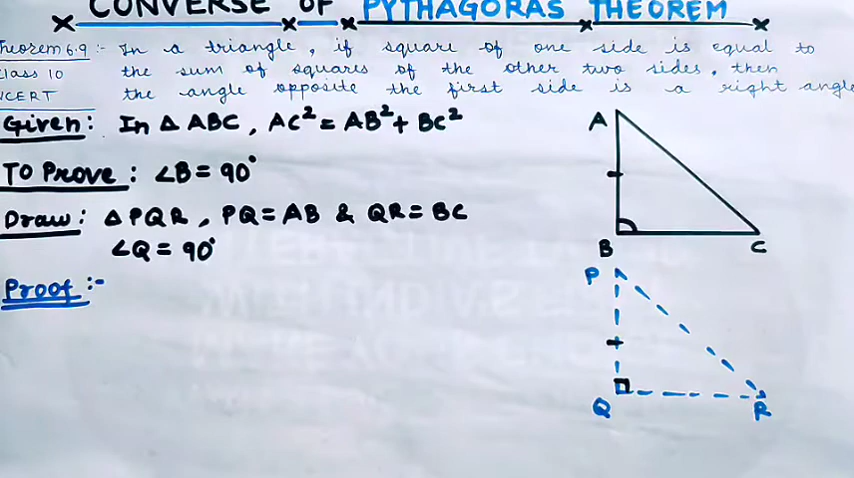 CONVERSE OF PYTHAGORAS THEOREM
Theorem 6.9 :- In a triangle, if square of one side is equal to
Class 10 the sum of squares of the other two sides, then
NCERT the angle opposite the first side is a right angle
Given: In △ ABC, AC² = AB² + BC²
To Prove: ∠B = 90°
Draw: △ PQR, PQ = AB & QR = BC
∠Q = 90°
Proof :-
A
B C
P
Q R